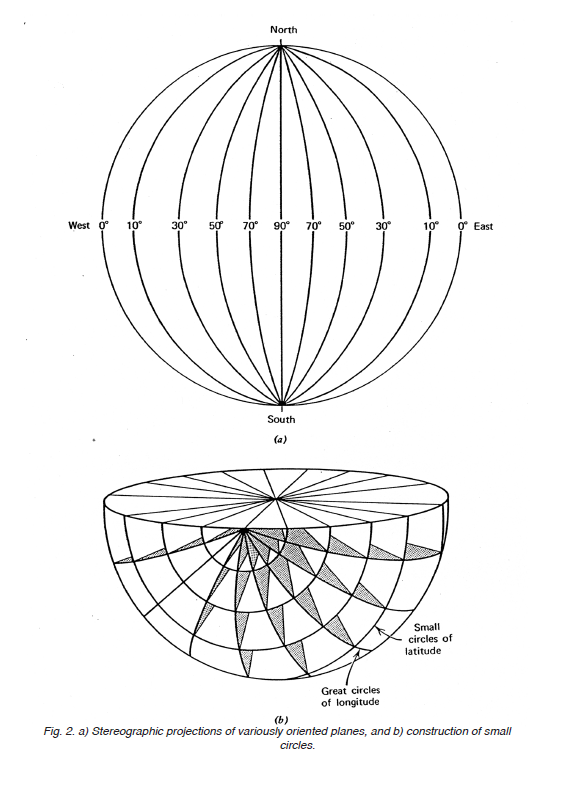 North
West 0° 10° 30° 50° 70° 90° 70° 50° 30° 10° 0° East
South
(a)
Small
circles of
latitude
Great circles
of longitude
(b)
Fig. 2. a) Stereographic projections of variously oriented planes, and b) construction of small
circles.